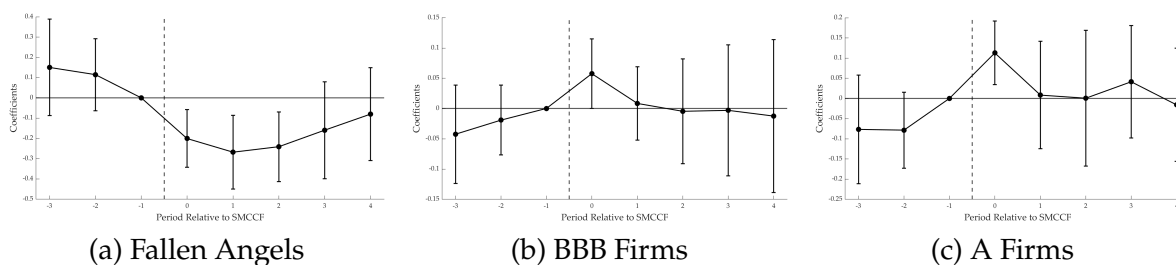 0.4
0.3
0.2
0.1
0
-0.1
-0.2
-0.3
-0.4
-0.5
Coefficients
-3 -2 -1 0 1 2 3 4
Period Relative to SMCCF
(a) Fallen Angels
0.15
0.1
0.05
0
-0.05
-0.1
-0.15
Coefficients
-3 -2 -1 0 1 2 3 4
Period Relative to SMCCF
(b) BBB Firms
0.2
0.15
0.1
0.05
0
-0.05
-0.1
-0.15
-0.2
-0.25
Coefficients
-3 -2 -1 0 1 2 3
Period Relative to SMCCF
(c) A Firms